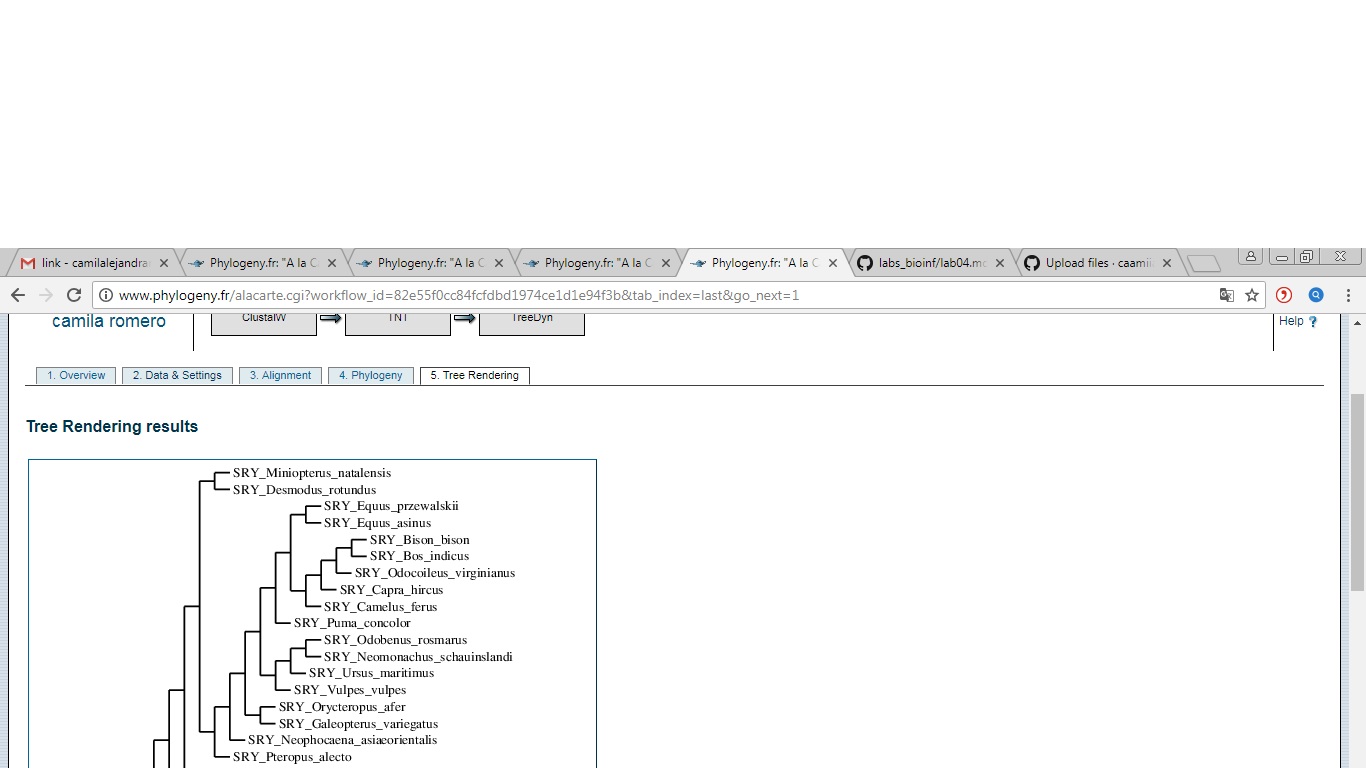 link - camilalejandra
Phylogeny.fr: "A la C
Phylogeny.fr: "A la C
Phylogeny.fr: "A la C
Phylogeny.fr: "A la C
labs_bioinf/lab04.mc
Upload files · caami
www.phylogeny.fr/alacarte.cgi?workflow_id=82e55f0cc84fcfdbd1974ce1d1e94f3b&tab_index=last&go_next=1
camila romero
ClustalW
TNT
TreeDyn
Help ?
1. Overview
2. Data & Settings
3. Alignment
4. Phylogeny
5. Tree Rendering
Tree Rendering results
SRY_Miniopterus_natalensis
SRY_Desmodus_rotundus
SRY_Equus_przewalskii
SRY_Equus_asinus
SRY_Bison_bison
SRY_Bos_indicus
SRY_Odocoileus_virginianus
SRY_Capra_hircus
SRY_Camelus_ferus
SRY_Puma_concolor
SRY_Odobenus_rosmarus
SRY_Neomonachus_schauinslandi
SRY_Ursus_maritimus
SRY_Vulpes_vulpes
SRY_Orycteropus_afer
SRY_Galeopterus_variegatus
SRY_Neophocaena_asiaeorientalis
SRY_Pteropus_alecto